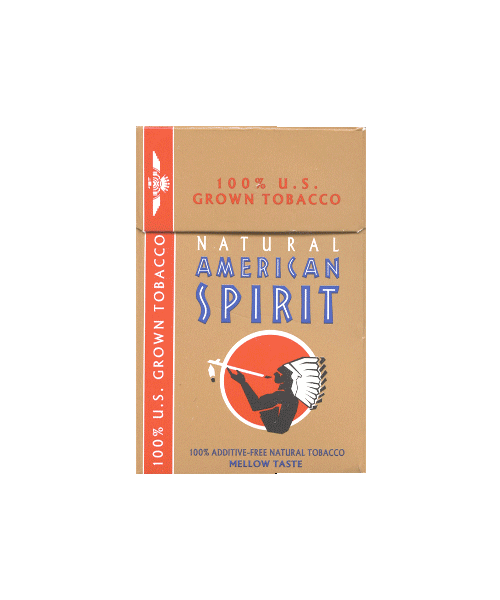 100% U.S.
GROWN TOBACCO
NATURAL
AMERICAN
SPIRIT
100% ADDITIVE-FREE NATURAL TOBACCO
MELLOW TASTE
100% U.S. GROWN TOBACCO